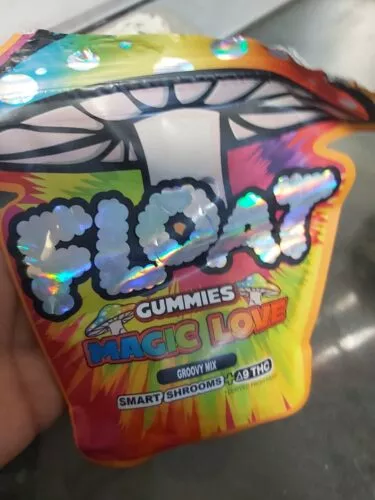 FLOAT
GUMMIES
MAGIC LOVE
GROOVY MIX
SMART SHROOMS + Δ9 THC